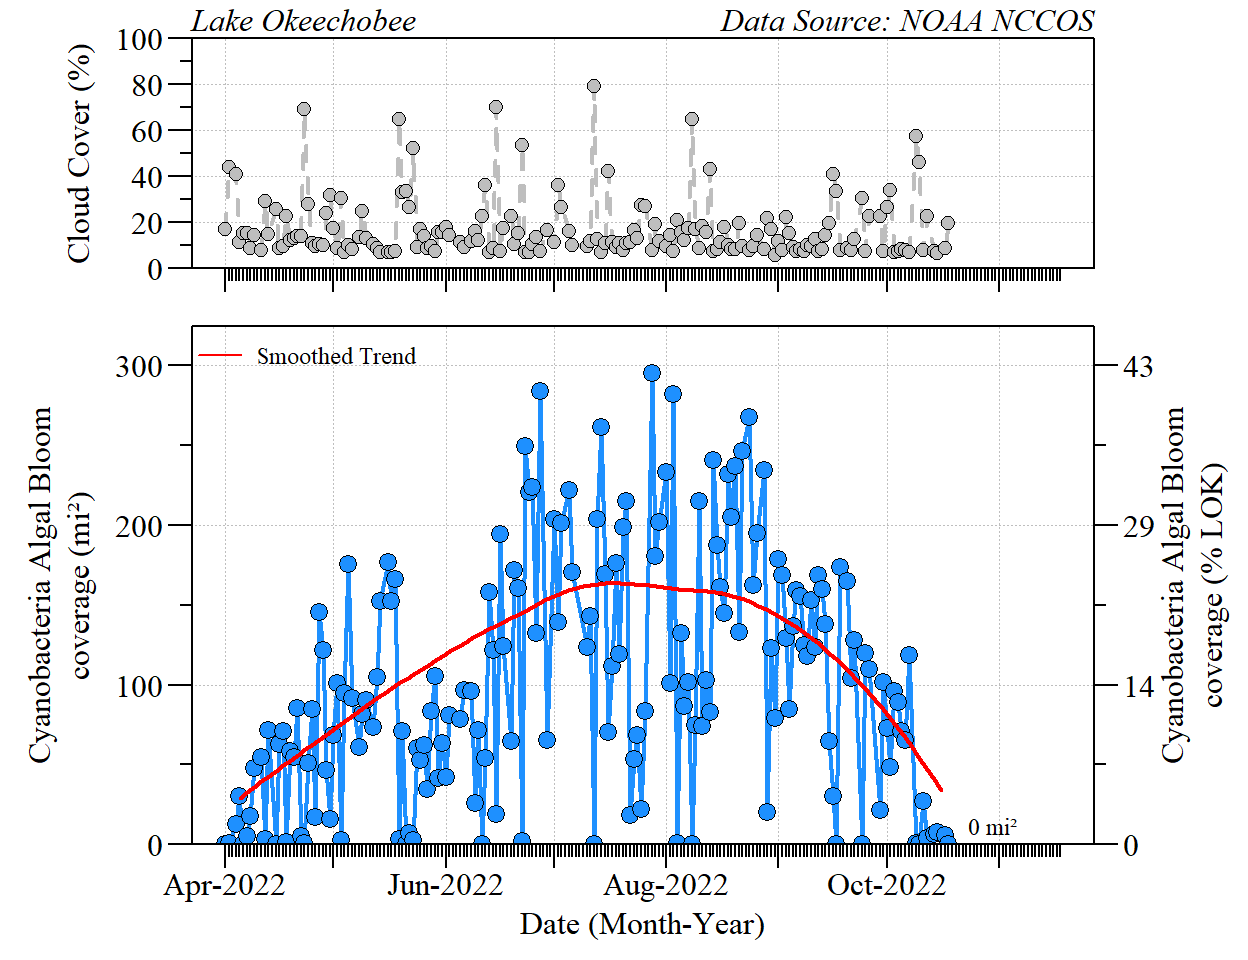 Lake Okeechobee Data Source: NOAA NCCOS
Cloud Cover (%)
100
80
60
40
20
0
Smoothed Trend
Cyanobacteria Algal Bloom
coverage (mi²)
300
200
100
0
43
29
14
0
Cyanobacteria Algal Bloom
coverage (% LOK)
0 mi²
Apr-2022 Jun-2022 Aug-2022 Oct-2022
Date (Month-Year)